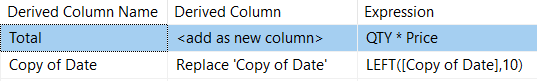 Derived Column Name Derived Column Expression
Total <add as new column> QTY * Price
Copy of Date Replace 'Copy of Date' LEFT([Copy of Date],10)